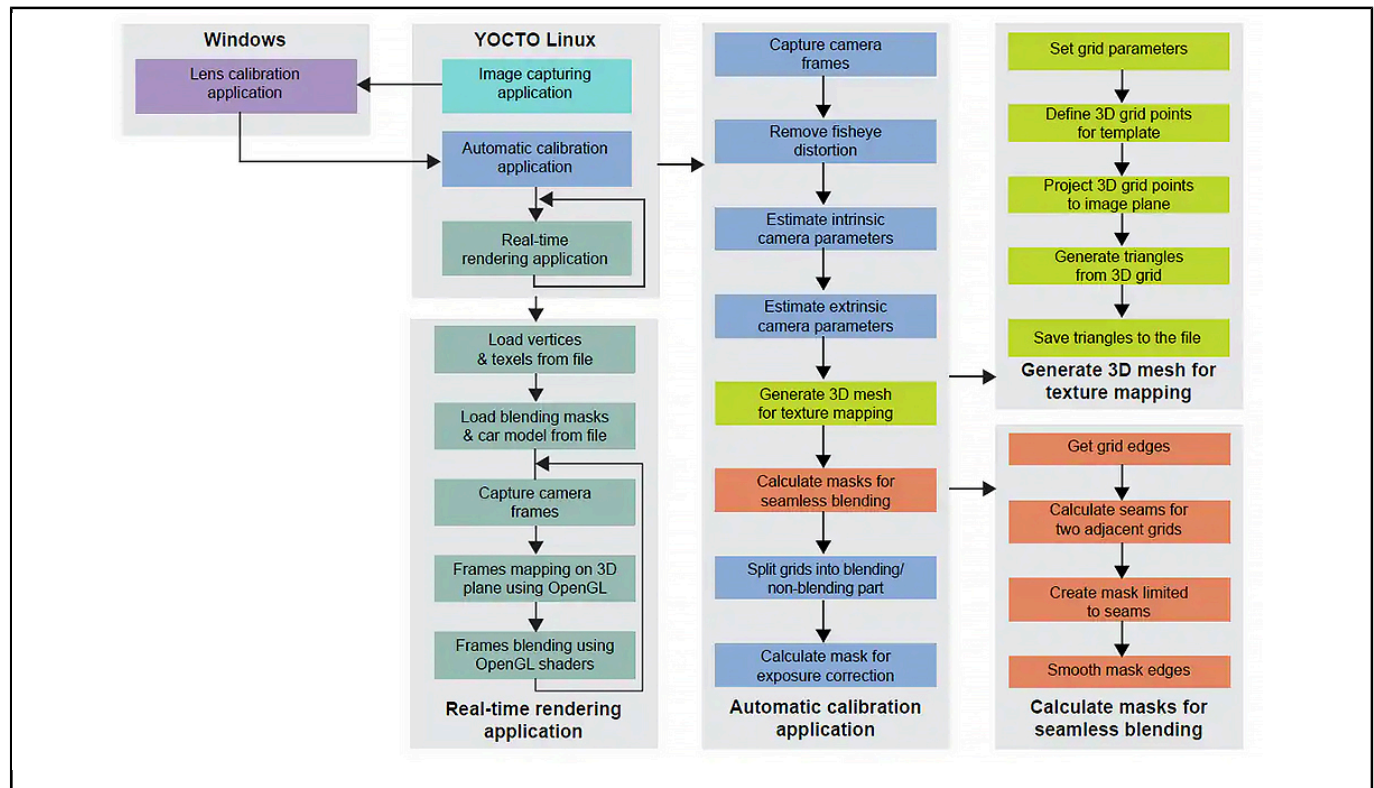 Windows
Lens calibration
application
YOCTO Linux
Image capturing
application
Automatic calibration
application
Real-time
rendering application
Load vertices
& texels from file
Load blending masks
& car model from file
Capture camera
frames
Frames mapping on 3D
plane using OpenGL
Frames blending using
OpenGL shaders
Real-time rendering
application
Capture camera
frames
Remove fisheye
distortion
Estimate intrinsic
camera parameters
Estimate extrinsic
camera parameters
Generate 3D mesh
for texture mapping
Calculate masks for
seamless blending
Split grids into blending/
non-blending part
Calculate mask for
exposure correction
Automatic calibration
application
Set grid parameters
Define 3D grid points
for template
Project 3D grid points
to image plane
Generate triangles
from 3D grid
Save triangles to the file
Generate 3D mesh for
texture mapping
Get grid edges
Calculate seams for
two adjacent grids
Create mask limited
to seams
Smooth mask edges
Calculate masks for
seamless blending